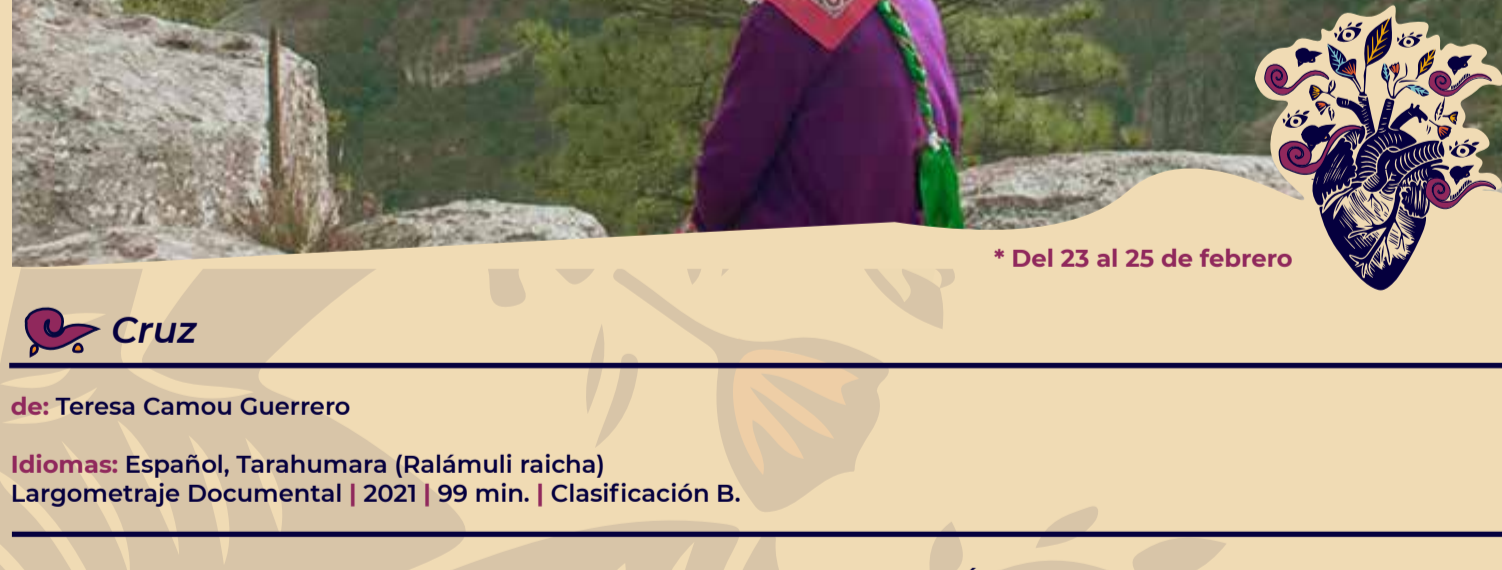 * Del 23 al 25 de febrero
Cruz
de: Teresa Camou Guerrero
Idiomas: Español, Tarahumara (Ralámuli raicha)
Largometraje Documental | 2021 | 99 min. | Clasificación B.